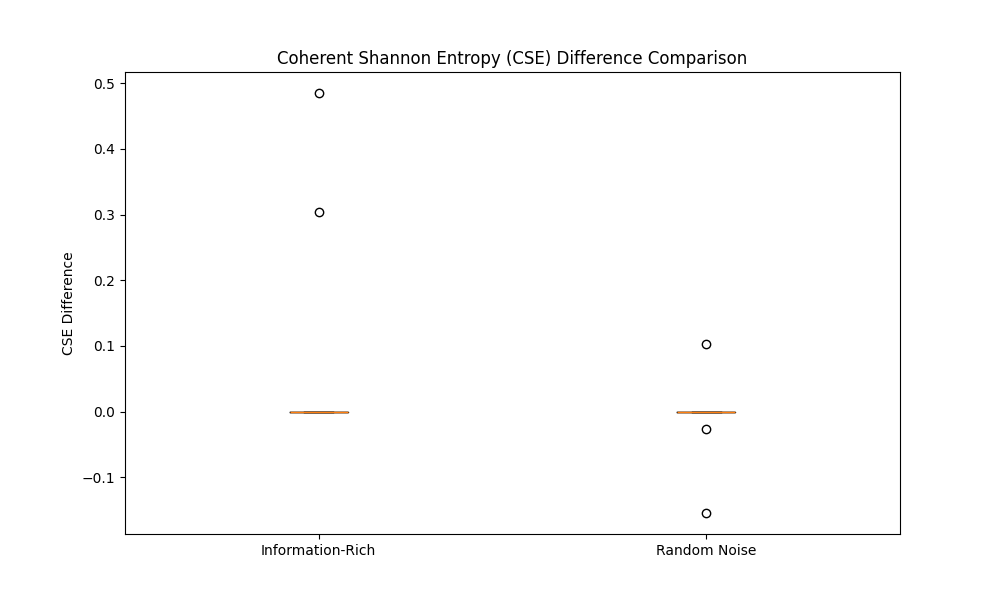 Coherent Shannon Entropy (CSE) Difference Comparison
0.5
0.4
0.3
0.2
0.1
0.0
−0.1
CSE Difference
Information-Rich
Random Noise